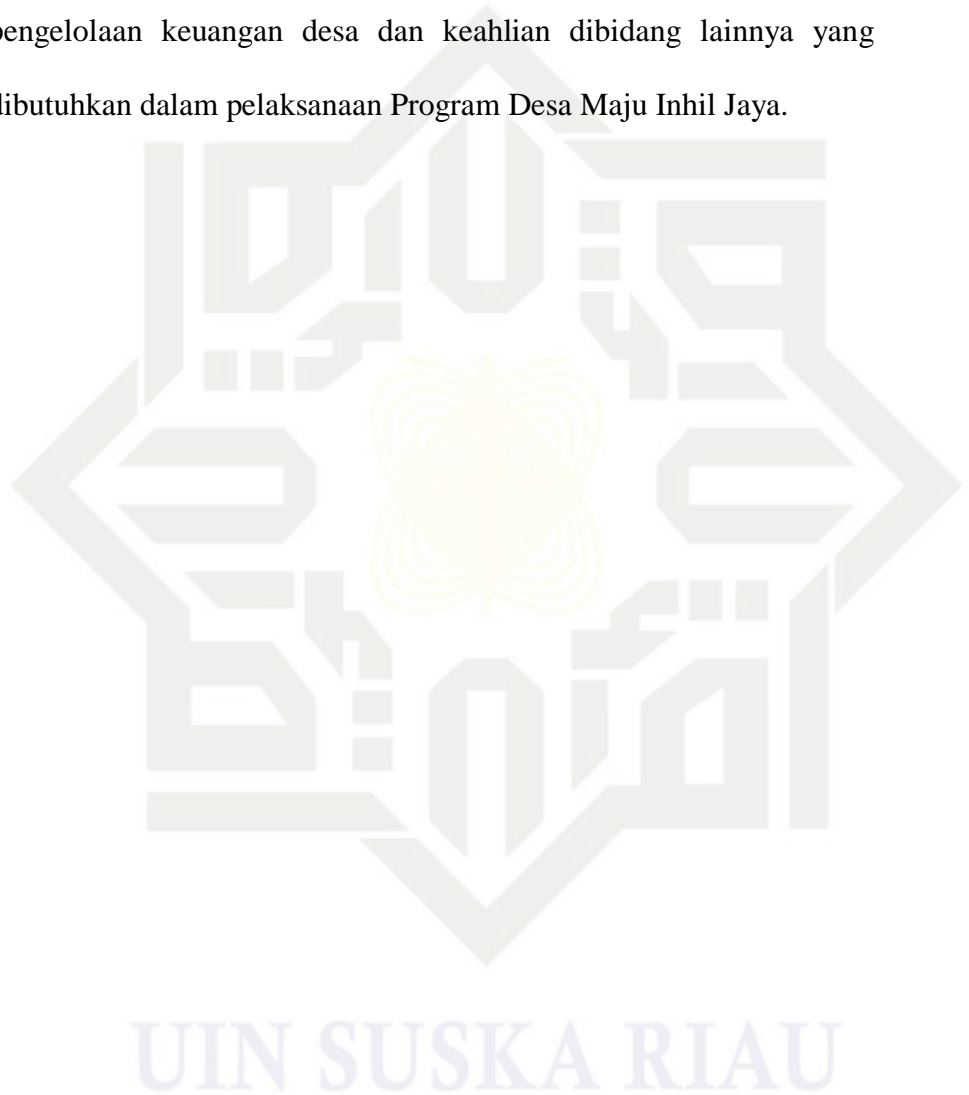 pengelolaan keuangan desa dan keahlian dibidang lainnya yang
dibutuhkan dalam pelaksanaan Program Desa Maju Inhil Jaya.
UIN SUSKA RIAU